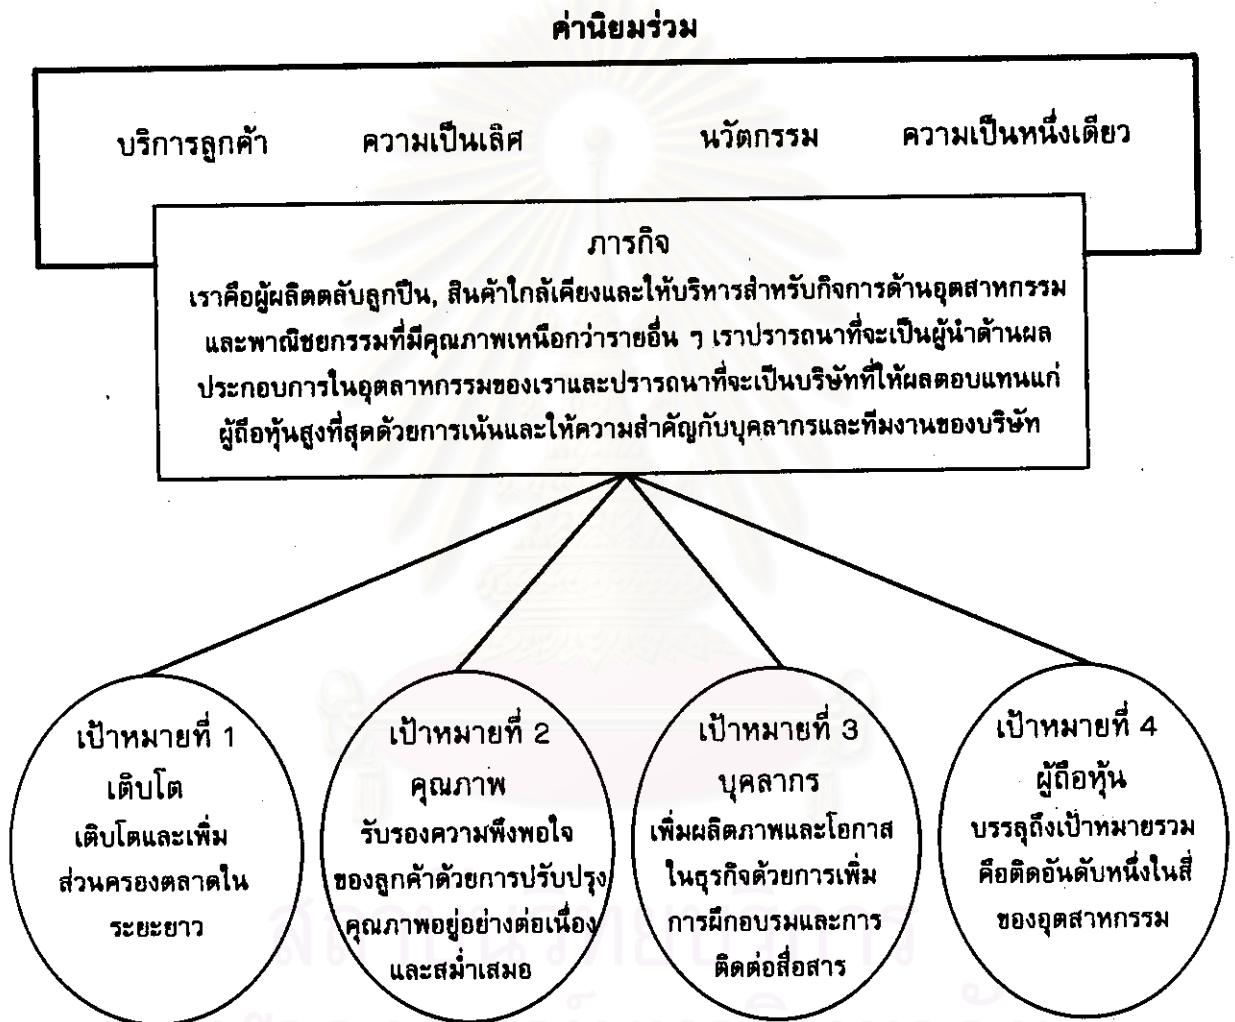 ค่านิยมร่วม
บริการลูกค้า ความเป็นเลิศ นวัตกรรม ความเป็นหนึ่งเดียว
ภารกิจ
เราคือผู้ผลิตตลับลูกปืน, สินค้าใกล้เคียงและให้บริหารสำหรับกิจการด้านอุตสาหกรรม
และพาณิชยกรรมที่มีคุณภาพเหนือกว่ารายอื่น ๆ เราปรารถนาที่จะเป็นผู้นำด้านผล
ประกอบการในอุตลาหกรรมของเราและปรารถนาที่จะเป็นบริษัทที่ให้ผลตอบแทนแก่
ผู้ถือหุ้นสูงที่สุดด้วยการเน้นและให้ความสำคัญกับบุคลากรและทีมงานของบริษัท
เป้าหมายที่ 1
เติบโต
เติบโตและเพิ่ม
ส่วนครองตลาดใน
ระยะยาว
เป้าหมายที่ 2
คุณภาพ
รับรองความพึงพอใจ
ของลูกค้าด้วยการปรับปรุง
คุณภาพอยู่อย่างต่อเนื่อง
และสม่ำเสมอ
เป้าหมายที่ 3
บุคลากร
เพิ่มผลิตภาพและโอกาส
ในธุรกิจด้วยการเพิ่ม
การฝึกอบรมและการ
ติดต่อสื่อสาร
เป้าหมายที่ 4
ผู้ถือหุ้น
บรรลุถึงเป้าหมายรวม
คือติดอันดับหนึ่งในสี่
ของอุตสาหกรรม
สถาบันวิทยบริการ